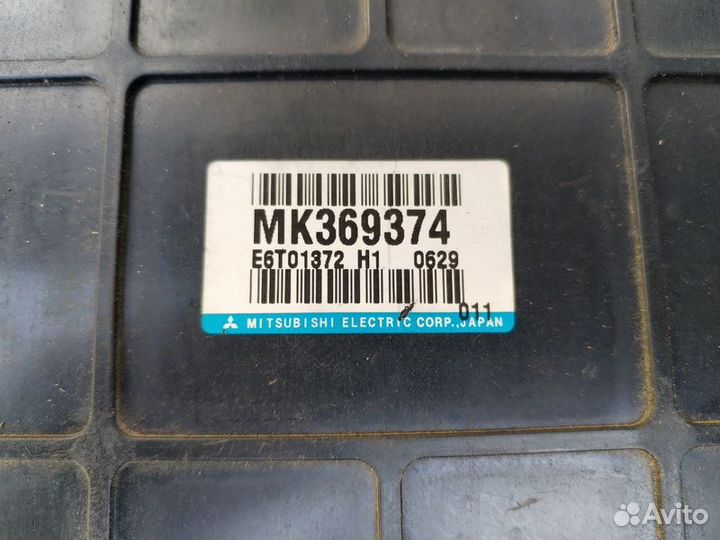 MK369374
E6T01372 H1 0629
011
MITSUBISHI ELECTRIC CORP.,JAPAN
Avito